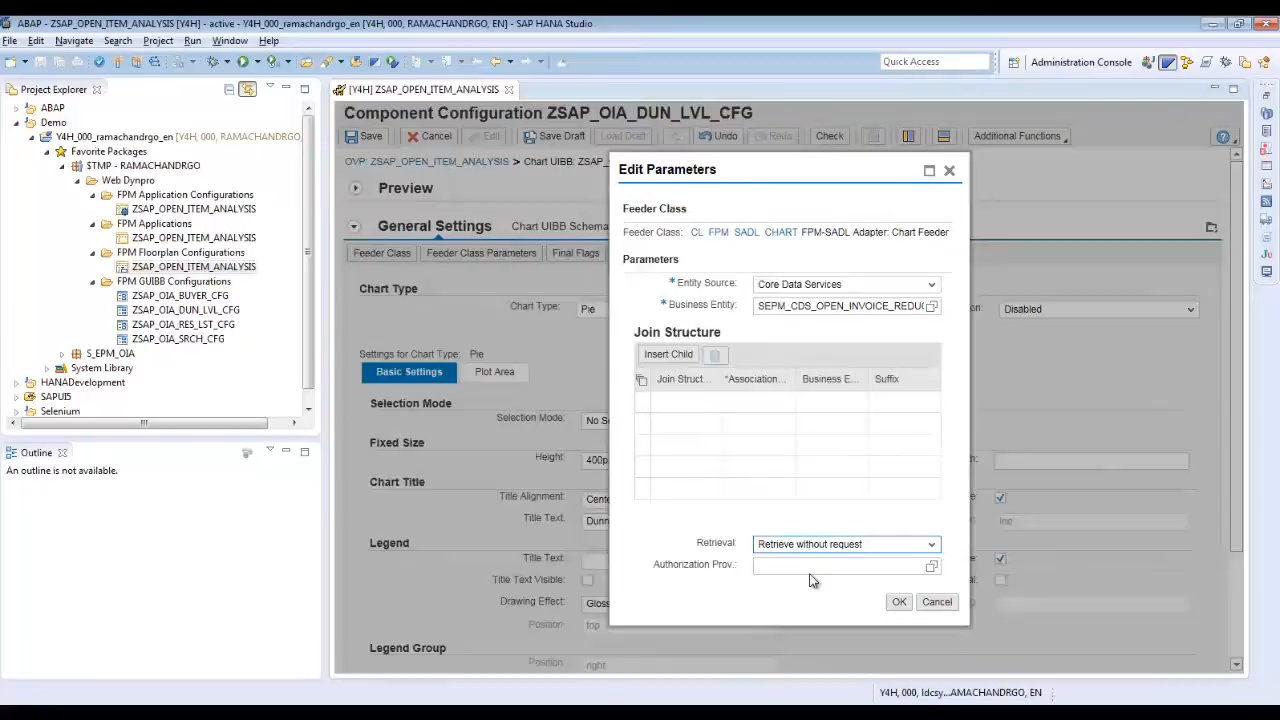 ABAP - ZSAP_OPEN_ITEM_ANALYSIS [Y4H] - active - Y4H_000_ramachandrgo_en [Y4H, 000, RAMACHANDRGO, EN] - SAP HANA Studio
File Edit Navigate Search Project Run Window Help
Quick Access
Administration Console
Project Explorer
ABAP
Demo
Y4H_000_ramachandrgo_en [Y4H, 000, RAMACHANDRGO,
Favorite Packages
STMP - RAMACHANDRGO
Web Dynpro
FPM Application Configurations
ZSAP_OPEN_ITEM_ANALYSIS
FPM Applications
ZSAP_OPEN_ITEM_ANALYSIS
FPM Floorplan Configurations
ZSAP_OPEN_ITEM_ANALYSIS
FPM GUIBB Configurations
ZSAP_OIA_BUYER_CFG
ZSAP_OIA_DUN_LVL_CFG
ZSAP_OIA_RES_LST_CFG
ZSAP_OIA_SRCH_CFG
S_EPM_OIA
System Library
HANADevelopment
SAPUI5
Selenium
Outline
An outline is not available.
[Y4H] ZSAP_OPEN_ITEM_ANALYSIS
Component Configuration ZSAP_OIA_DUN_LVL_CFG
Save Cancel Edit Save Draft Load Draft Undo Redo Check Additional Functions
OVP: ZSAP_OPEN_ITEM_ANALYSIS > Chart UIBB: ZSAP_
Preview
General Settings Chart UIBB Schema
Feeder Class Feeder Class Parameters Final Flags
Chart Type
Chart Type: Pie
on: Disabled
Settings for Chart Type: Pie
Basic Settings Plot Area
Selection Mode
Selection Mode: No S
Fixed Size
Height: 400p
h:
Chart Title
Title Alignment: Cente
Title Text: Dunn
Legend
Title Text:
Title Text Visible:
Drawing Effect: Gloss
Position: top
Legend Group
Position: right
Edit Parameters
Feeder Class
Feeder Class: CL_FPM_SADL_CHART FPM-SADL Adapter: Chart Feeder
Parameters
* Entity Source: Core Data Services
* Business Entity: SEPM_CDS_OPEN_INVOICE_REDUC
Join Structure
Insert Child
Join Struct... *Association... Business E... Suffix
Retrieval: Retrieve without request
Authorization Prov.:
OK Cancel
Y4H, 000, ldcsy...AMACHANDRGO, EN